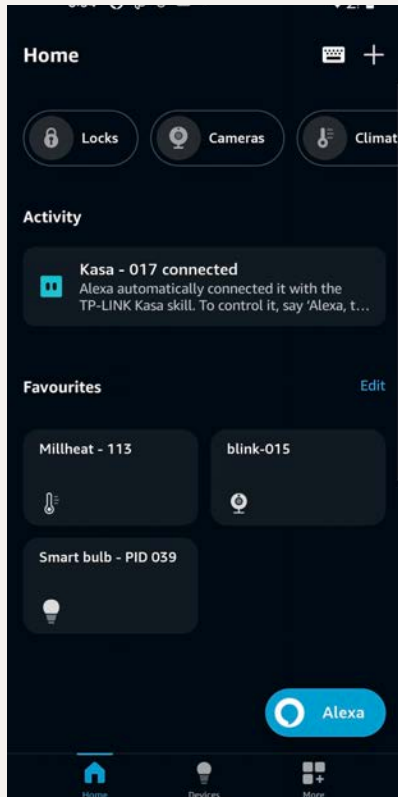 Home
Locks
Cameras
Climat
Activity
Kasa - 017 connected
Alexa automatically connected it with the
TP-LINK Kasa skill. To control it, say ‘Alexa, t...
Favourites
Edit
Millheat - 113
blink-015
Smart bulb - PID 039
Alexa
Home
Devices
More